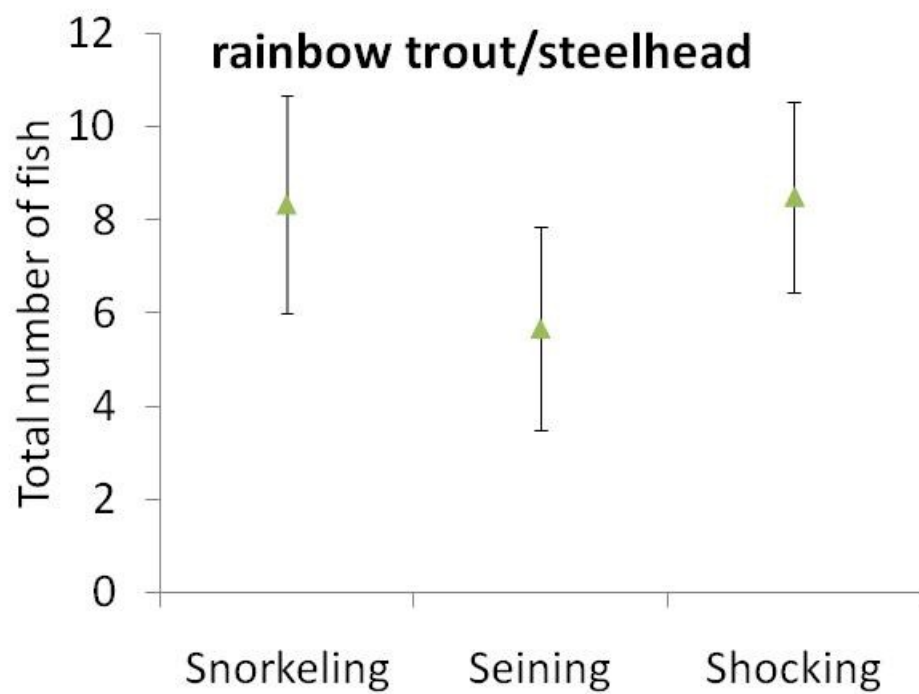 rainbow trout/steelhead
Total number of fish
12
10
8
6
4
2
0
Snorkeling Seining Shocking